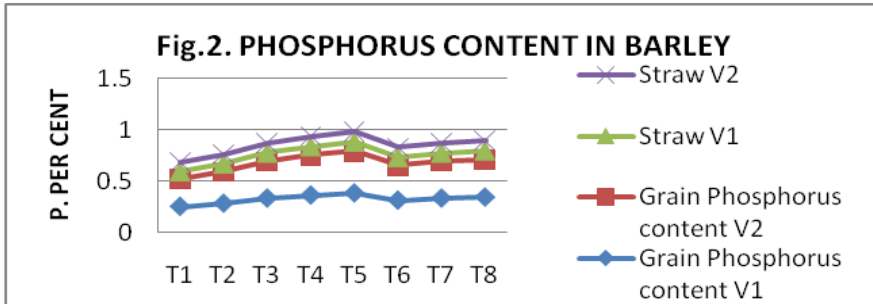 Fig.2. PHOSPHORUS CONTENT IN BARLEY
P. PER CENT
1.5
1
0.5
0
T1 T2 T3 T4 T5 T6 T7 T8
Straw V2
Straw V1
Grain Phosphorus
content V2
Grain Phosphorus
content V1